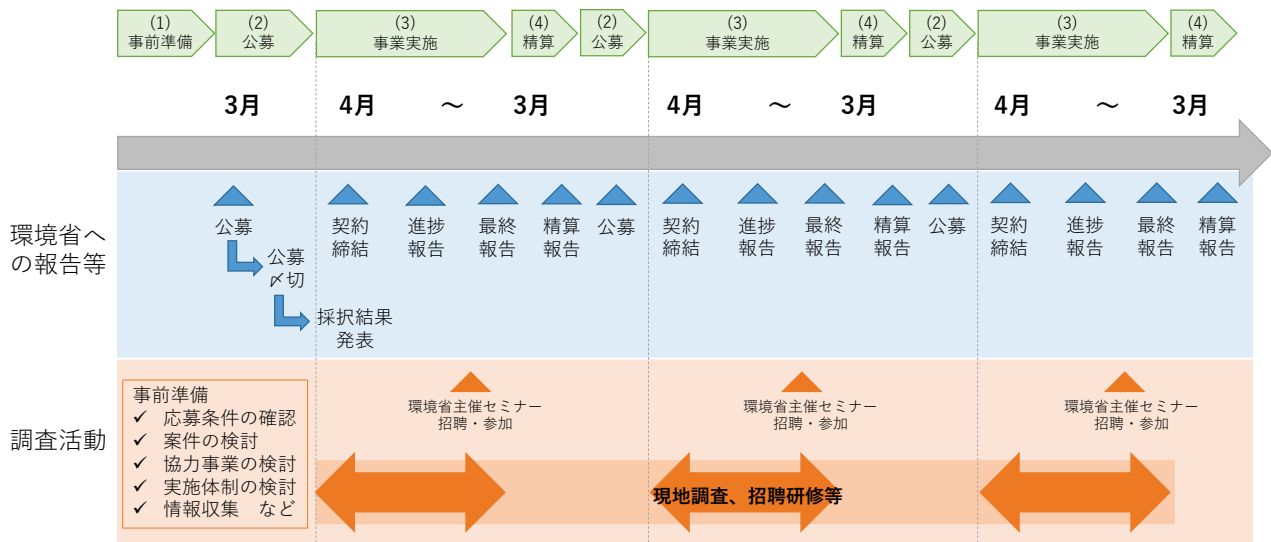 (1)
事前準備
(2)
公募
(3)
事業実施
(4)
精算
(2)
公募
(3)
事業実施
(4)
精算
(2)
公募
(3)
事業実施
(4)
精算
3月 4月 ～ 3月 4月 ～ 3月 4月 ～ 3月
環境省へ
の報告等
公募
公募
〆切
採択結果
発表
契約
締結
進捗
報告
最終
報告
精算
報告
公募
契約
締結
進捗
報告
最終
報告
精算
報告
公募
契約
締結
進捗
報告
最終
報告
精算
報告
調査活動
事前準備
✓ 応募条件の確認
✓ 案件の検討
✓ 協力事業の検討
✓ 実施体制の検討
✓ 情報収集　など
環境省主催セミナー
招聘・参加
環境省主催セミナー
招聘・参加
環境省主催セミナー
招聘・参加
現地調査、招聘研修等